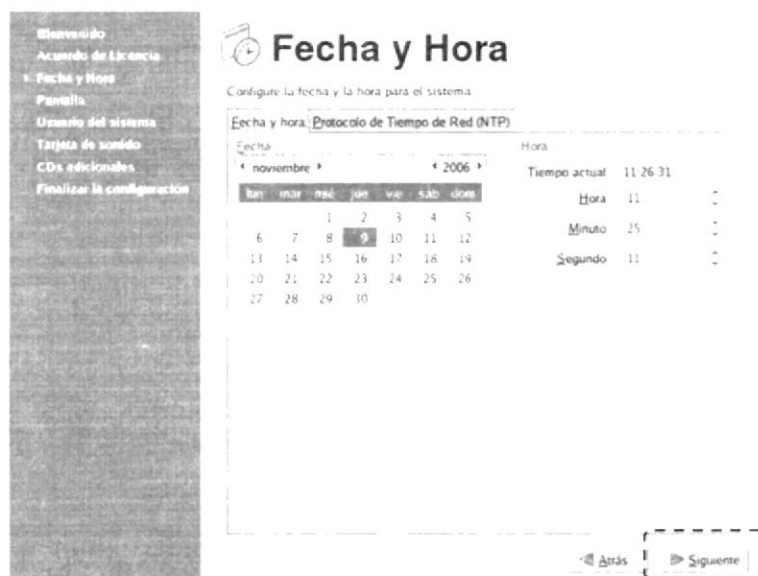 Bienvenido
Acuerdo de Licencia
Fecha y Hora
Pantalla
Usuario del sistema
Tarjeta de sonido
CDs adicionales
Finalizar la configuración
Fecha y Hora
Configure la fecha y la hora para el sistema
Fecha y hora Protocolo de Tiempo de Red (NTP)
Fecha
noviembre 2006
lun mar mié jue vie sáb dom
1 2 3 4 5
6 7 8 9 10 11 12
13 14 15 16 17 18 19
20 21 22 23 24 25 26
27 28 29 30
Hora
Tiempo actual 11:26:31
Hora 11
Minuto 25
Segundo 11
Atrás Siguiente